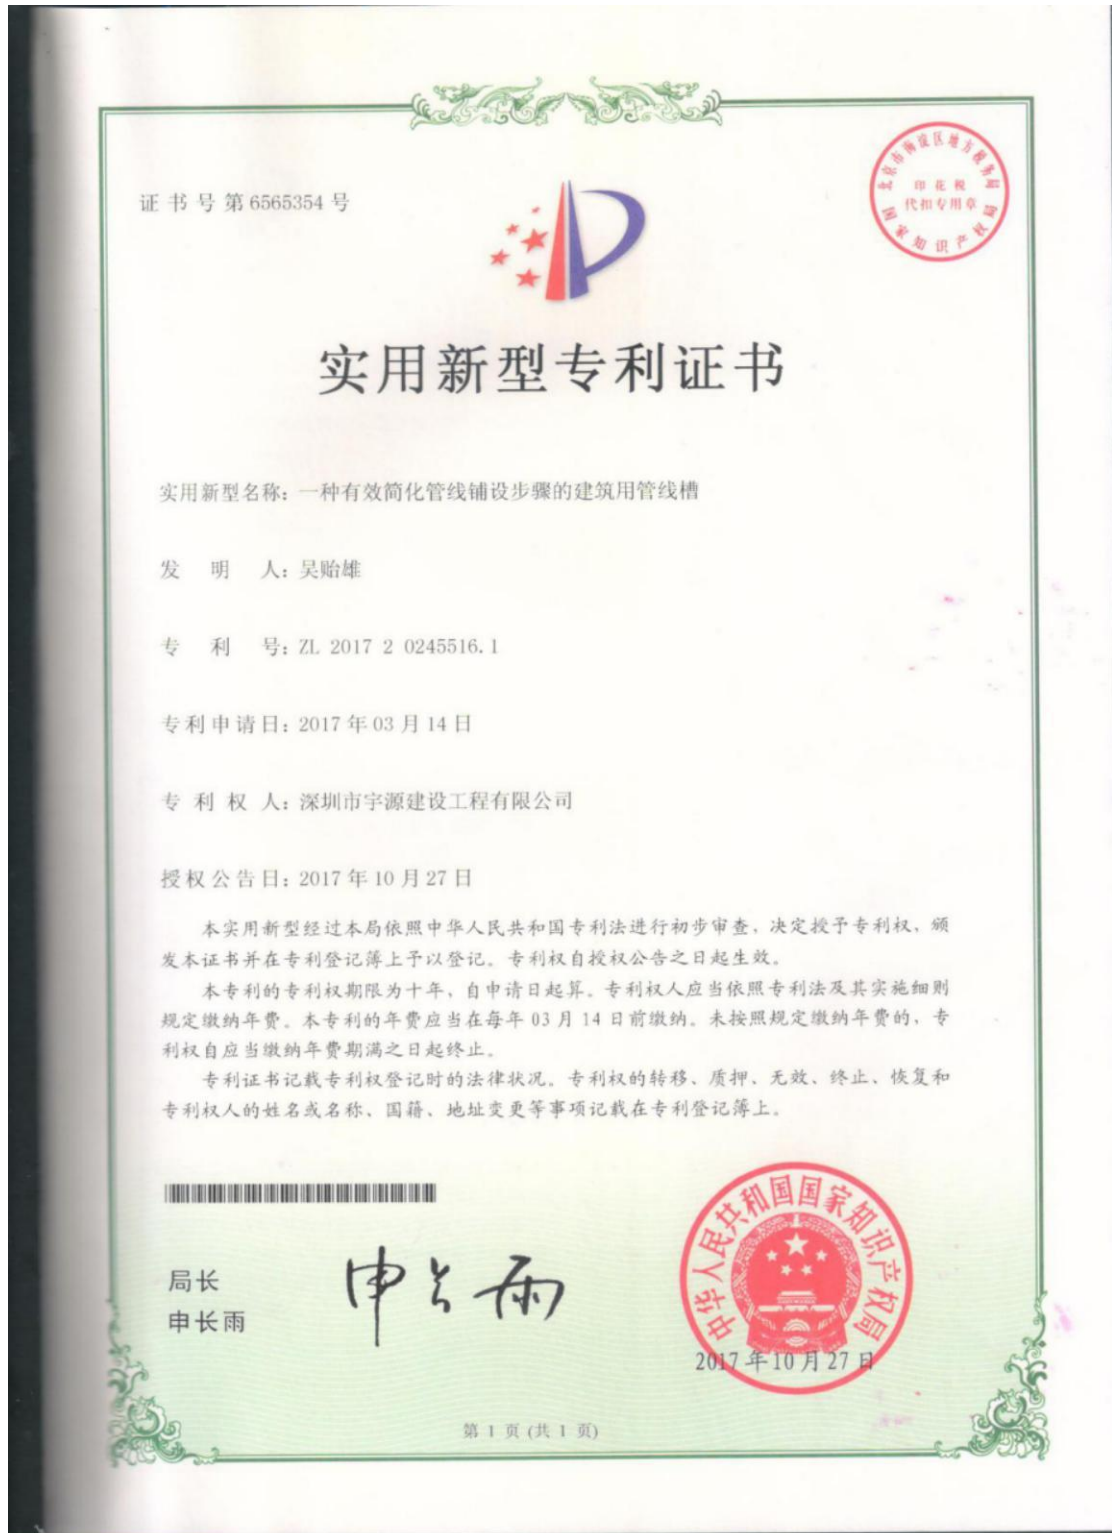 证书号第6565354号
北京市海淀区地方税务局
印花税
代扣专用章
国家知识产权局
实用新型专利证书
实用新型名称：一种有效简化管线铺设步骤的建筑用管线槽
发明人：吴贻雄
专利号：ZL 2017 2 0245516.1
专利申请日：2017年03月14日
专利权人：深圳市宇源建设工程有限公司
授权公告日：2017年10月27日
本实用新型经过本局依照中华人民共和国专利法进行初步审查，决定授予专利权，颁
发本证书并在专利登记簿上予以登记。专利权自授权公告之日起生效。
本专利的专利权期限为十年，自申请日起算。专利权人应当依照专利法及其实施细则
规定缴纳年费。本专利的年费应当在每年03月14日前缴纳。未按照规定缴纳年费的，专
利权自应当缴纳年费期满之日起终止。
专利证书记载专利权登记时的法律状况。专利权的转移、质押、无效、终止、恢复和
专利权人的姓名或名称、国籍、地址变更等事项记载在专利登记簿上。
局长
申长雨
申长雨
中华人民共和国国家知识产权局
2017年10月27日
第1页(共1页)